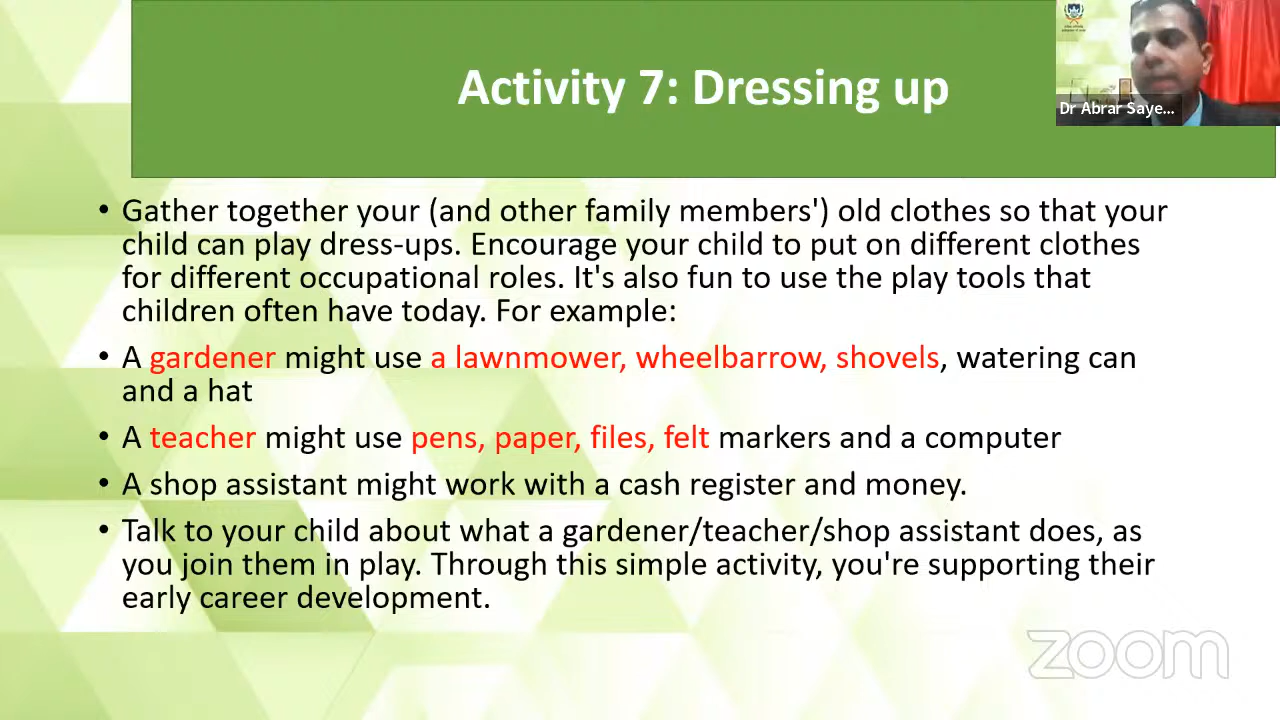 Activity 7: Dressing up
Dr Abrar Saye...
• Gather together your (and other family members') old clothes so that your
child can play dress-ups. Encourage your child to put on different clothes
for different occupational roles. It's also fun to use the play tools that
children often have today. For example:
• A gardener might use a lawnmower, wheelbarrow, shovels, watering can
and a hat
• A teacher might use pens, paper, files, felt markers and a computer
• A shop assistant might work with a cash register and money.
• Talk to your child about what a gardener/teacher/shop assistant does, as
you join them in play. Through this simple activity, you're supporting their
early career development.
zoom